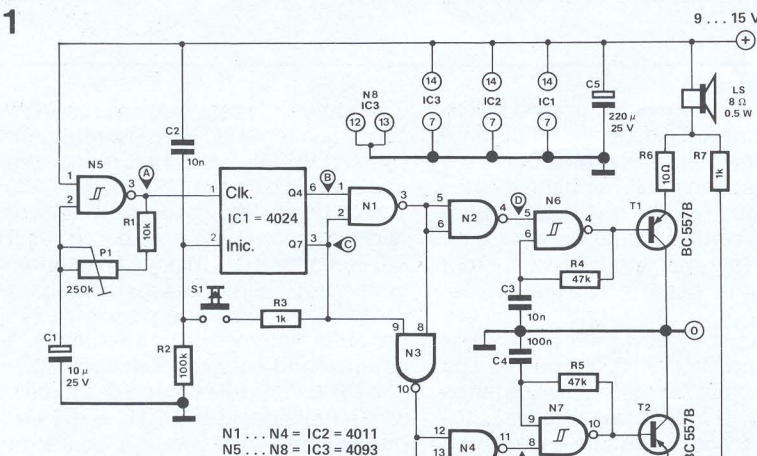 1
9 ... 15 V
+
N8
IC3
12 13
14
IC3
7
14
IC2
7
14
IC1
7
C5
220 µ
25 V
LS
8 Ω
0.5 W
C2
10n
R6
10Ω
R7
1k
N5
1
2
3
A
R1
10k
P1
250k
C1
10 µ
25 V
1
Clk.
Q4
6
IC1 = 4024
2
Inic.
Q7
3
B
C
S1
R3
1k
R2
100k
1
2
N1
3
5
6
N2
4
D
5
6
N6
4
R4
47k
C3
10n
T1
BC 557B
0
9 8
N3
10
C4
100n
R5
47k
12
13
N4
11
9
8
N7
10
T2
BC 557B
N1 ... N4 = IC2 = 4011
N5 ... N8 = IC3 = 4093